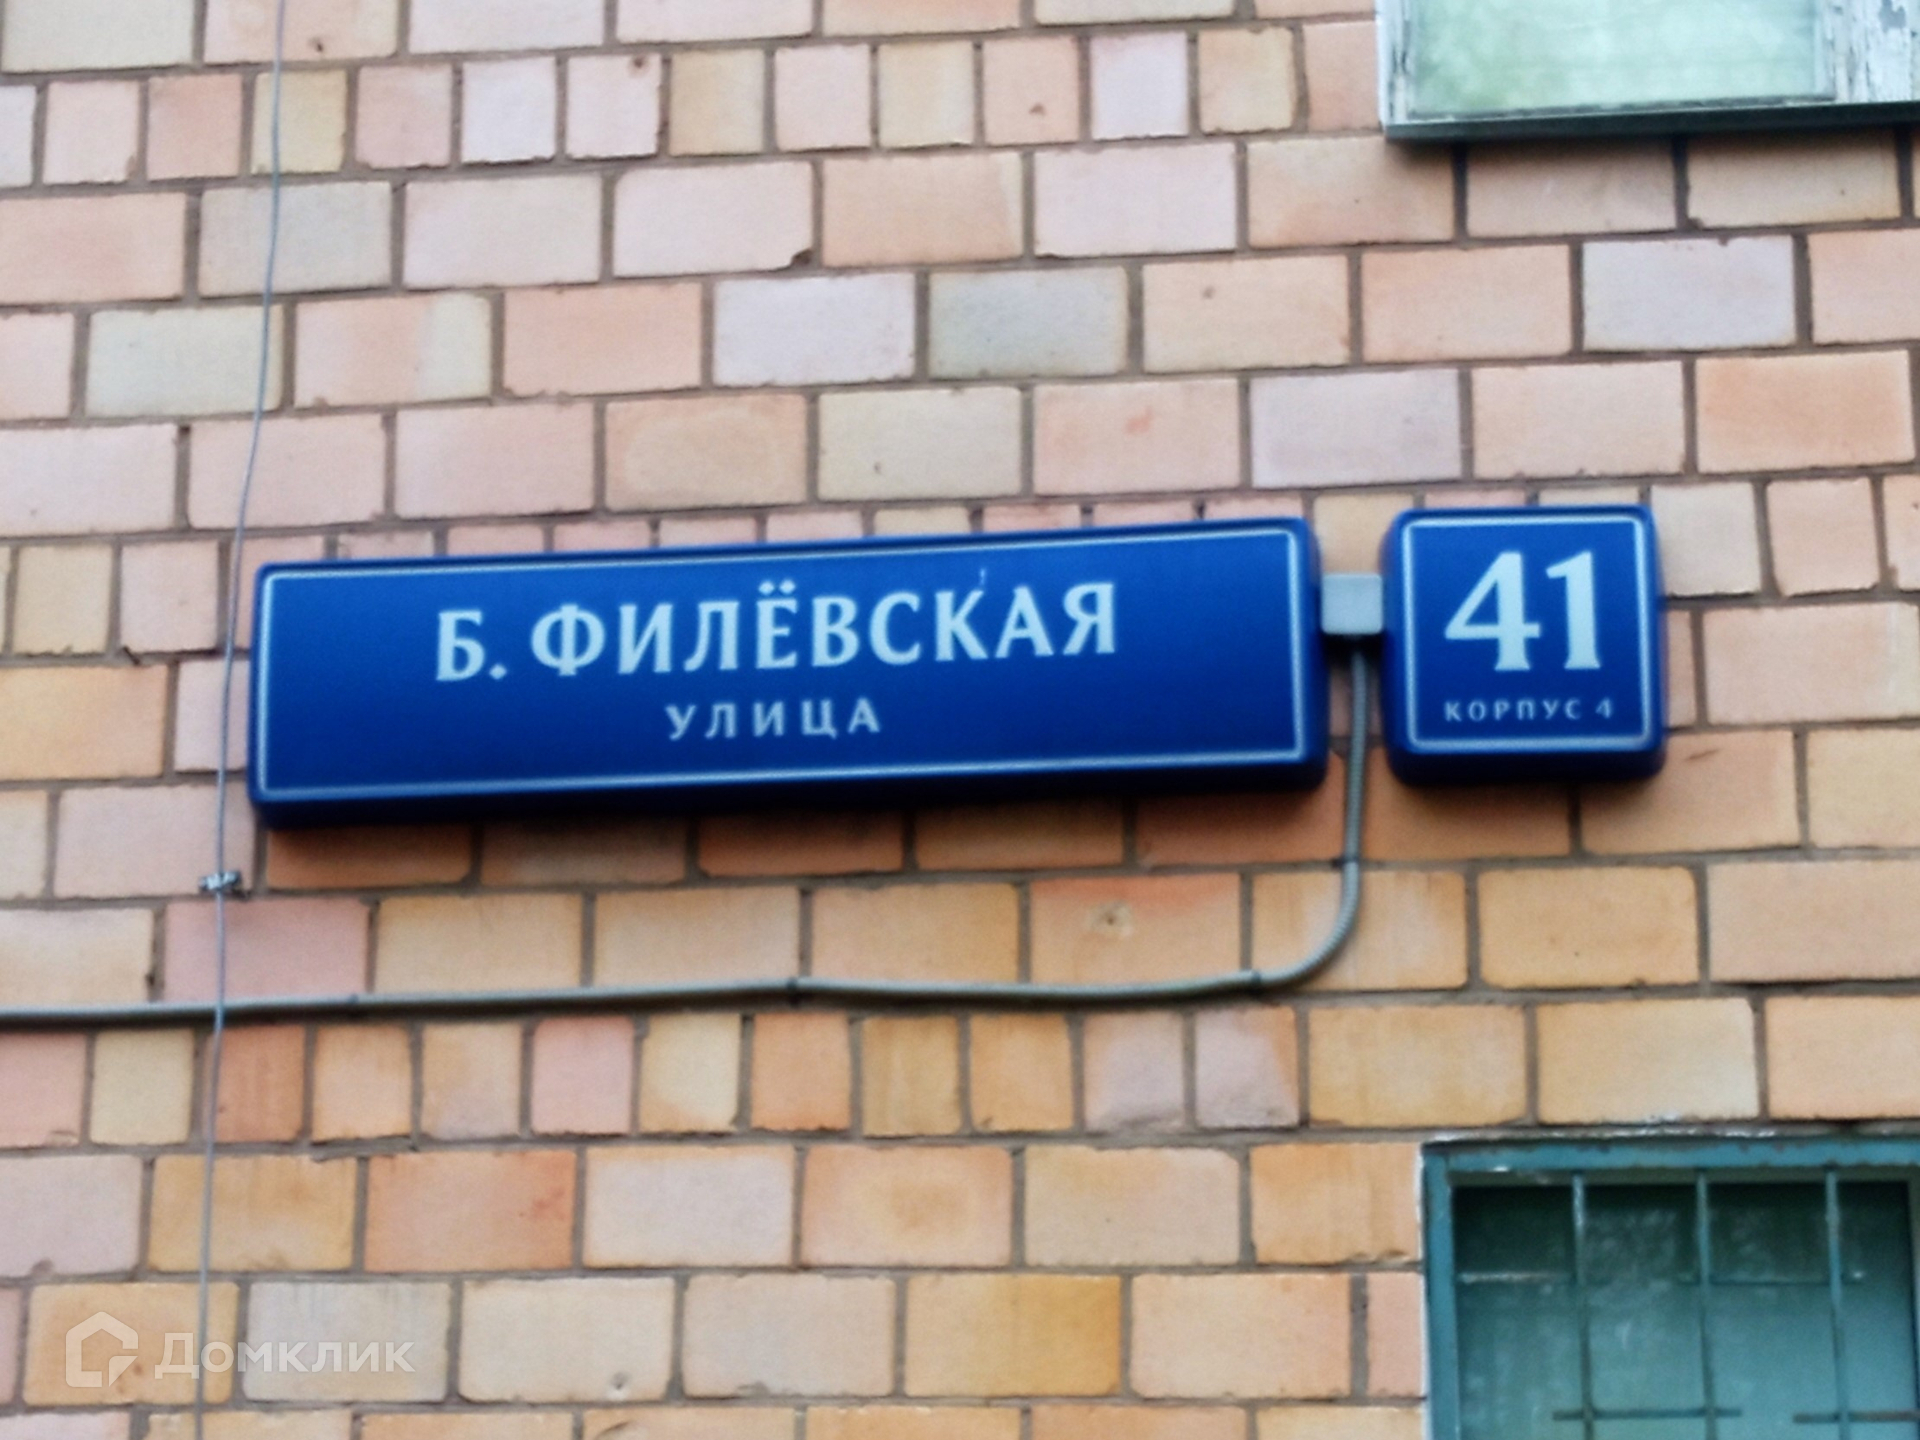 Б. ФИЛЁВСКАЯ
УЛИЦА
41
КОРПУС 4
Домклик